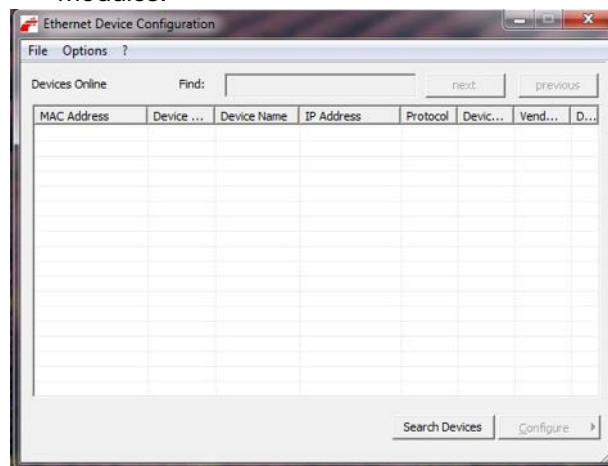 modules.
Ethernet Device Configuration
File Options ?
Devices Online Find: next previous
MAC Address Device ... Device Name IP Address Protocol Devic... Vend... D...
Search Devices Configure